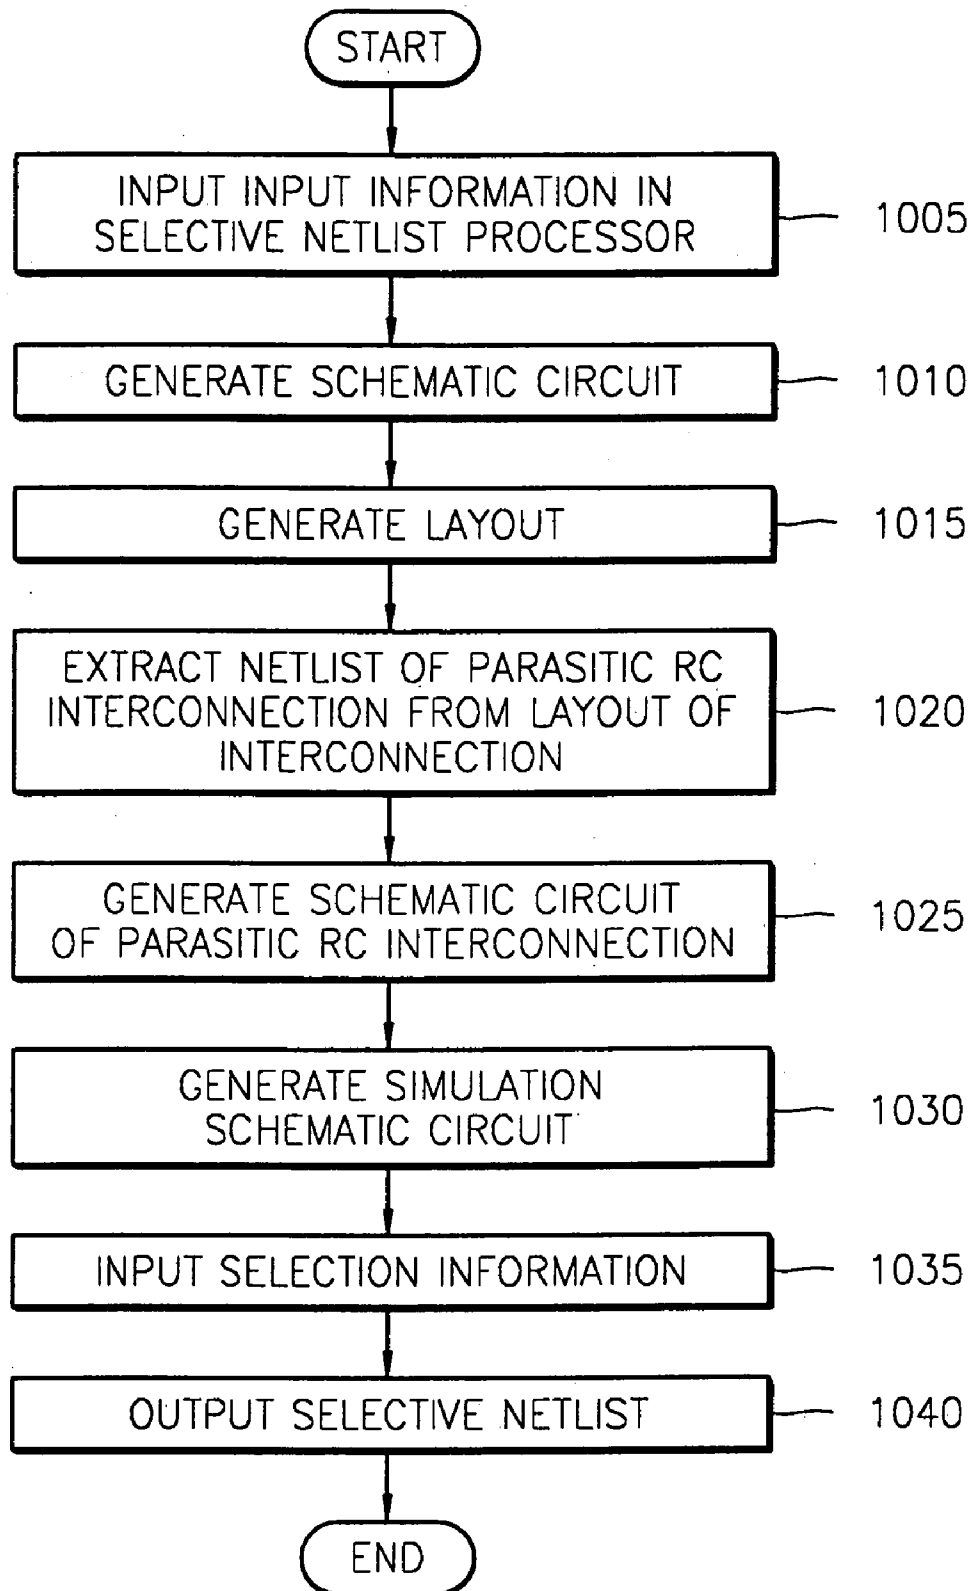 START
INPUT INPUT INFORMATION IN
SELECTIVE NETLIST PROCESSOR
1005
GENERATE SCHEMATIC CIRCUIT
1010
GENERATE LAYOUT
1015
EXTRACT NETLIST OF PARASITIC RC
INTERCONNECTION FROM LAYOUT OF
INTERCONNECTION
1020
GENERATE SCHEMATIC CIRCUIT
OF PARASITIC RC INTERCONNECTION
1025
GENERATE SIMULATION
SCHEMATIC CIRCUIT
1030
INPUT SELECTION INFORMATION
1035
OUTPUT SELECTIVE NETLIST
1040
END